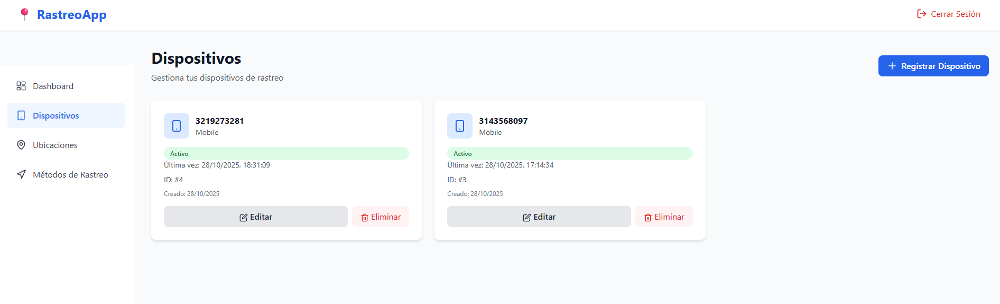 RastreoApp
Cerrar Sesión
Dashboard
Dispositivos
Ubicaciones
Métodos de Rastreo
Dispositivos
Gestiona tus dispositivos de rastreo
Registrar Dispositivo
3219273281
Mobile
Activo
Última vez: 28/10/2025, 18:31:09
ID: #4
Creado: 28/10/2025
Editar
Eliminar
3143568097
Mobile
Activo
Última vez: 28/10/2025, 17:14:34
ID: #3
Creado: 28/10/2025
Editar
Eliminar